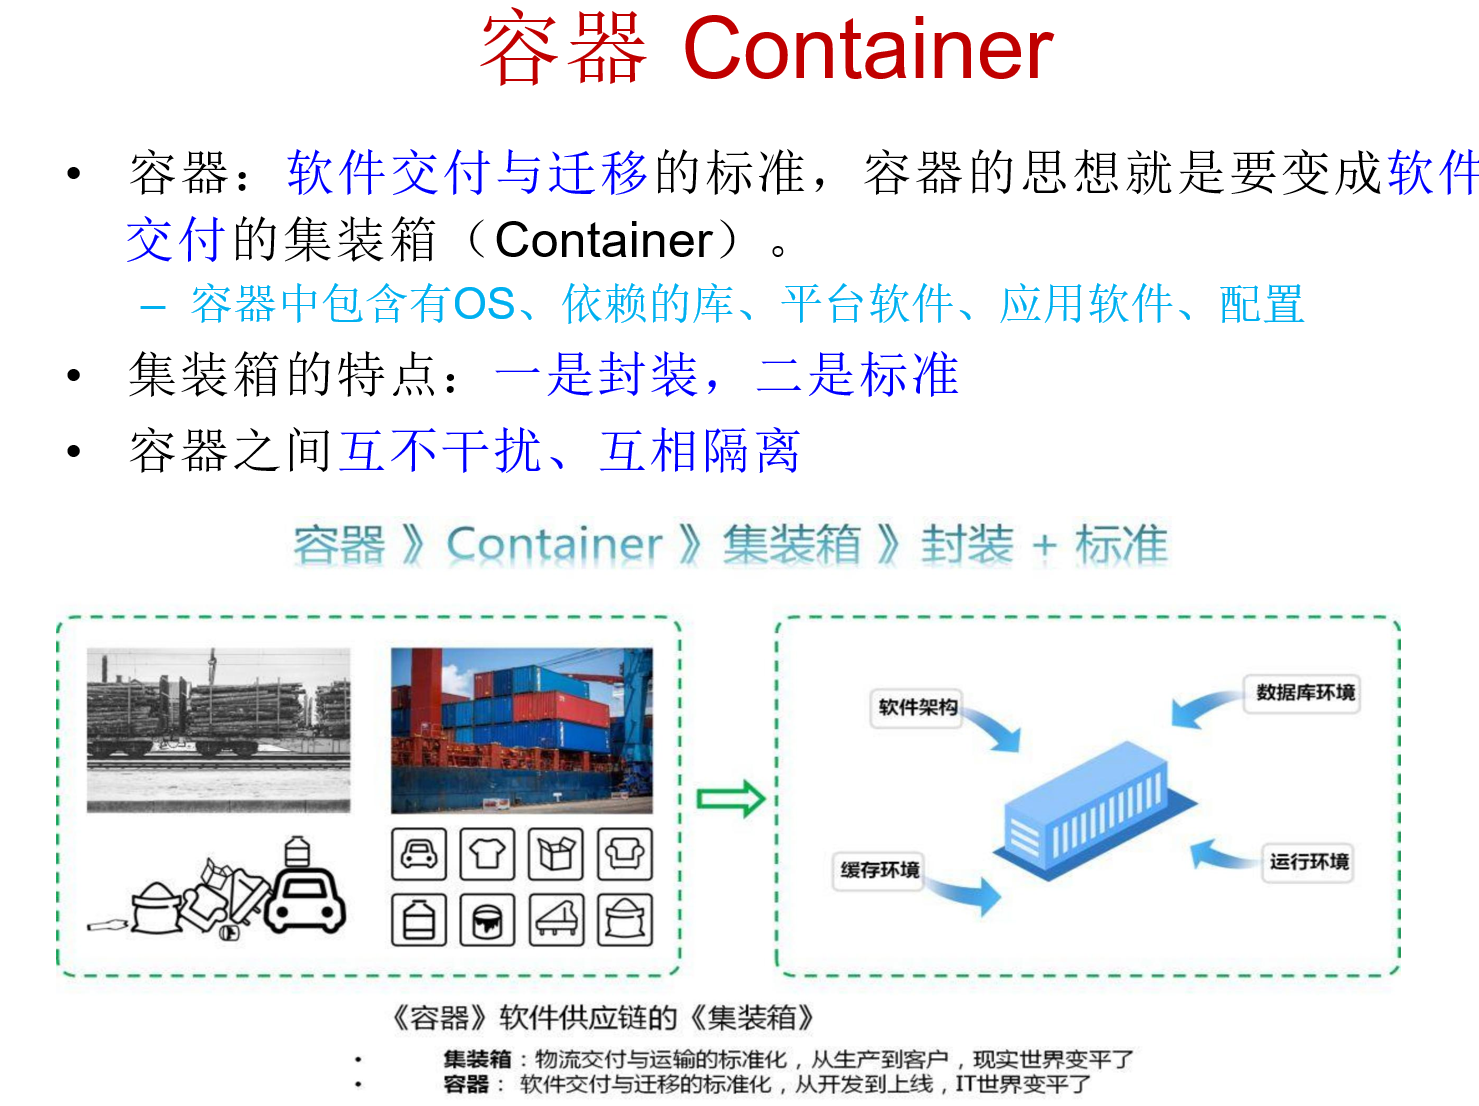 容器 Container
• 容器：软件交付与迁移的标准，容器的思想就是要变成软件
交付的集装箱（Container）。
– 容器中包含有OS、依赖的库、平台软件、应用软件、配置
• 集装箱的特点：一是封装，二是标准
• 容器之间互不干扰、互相隔离
容器 》Container 》集装箱 》封装 + 标准
软件架构
数据库环境
缓存环境
运行环境
《容器》软件供应链的《集装箱》
• 集装箱：物流交付与运输的标准化，从生产到客户，现实世界变平了
• 容器： 软件交付与迁移的标准化，从开发到上线，IT世界变平了